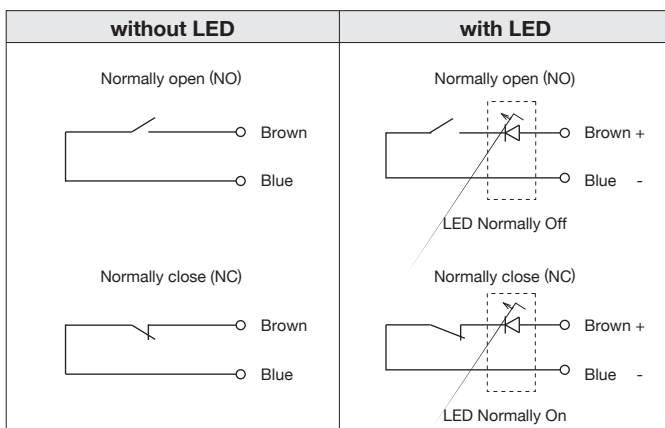 without LED
with LED
Normally open (NO)
Brown
Blue
Normally open (NO)
Brown +
Blue -
LED Normally Off
Normally close (NC)
Brown
Blue
Normally close (NC)
Brown +
Blue -
LED Normally On